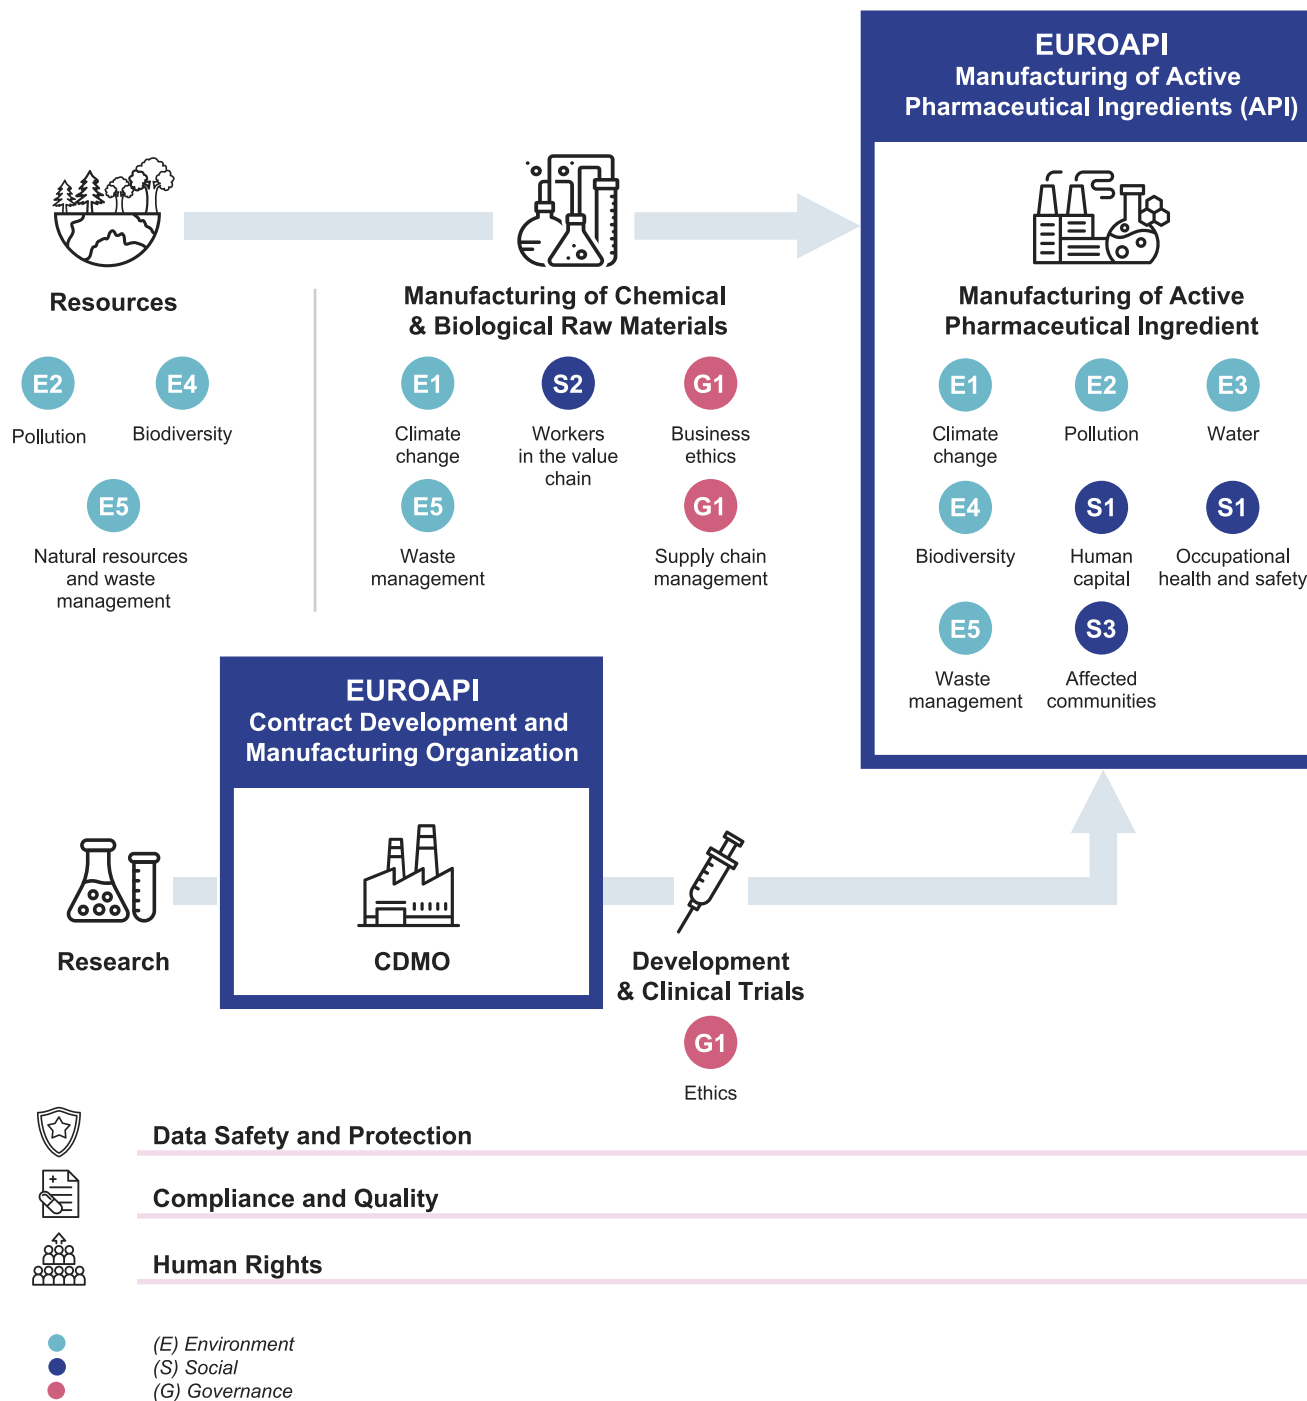 EUROAPI
Manufacturing of Active
Pharmaceutical Ingredients (API)
Resources
E2
Pollution
E4
Biodiversity
E5
Natural resources
and waste
management
Manufacturing of Chemical
& Biological Raw Materials
E1
Climate
change
S2
Workers
in the value
chain
G1
Business
ethics
E5
Waste
management
G1
Supply chain
management
Manufacturing of Active
Pharmaceutical Ingredient
E1
Climate
change
E2
Pollution
E3
Water
E4
Biodiversity
S1
Human
capital
S1
Occupational
health and safety
E5
Waste
management
S3
Affected
communities
EUROAPI
Contract Development and
Manufacturing Organization
Research
CDMO
Development
& Clinical Trials
G1
Ethics
Data Safety and Protection
Compliance and Quality
Human Rights
(E) Environment
(S) Social
(G) Governance